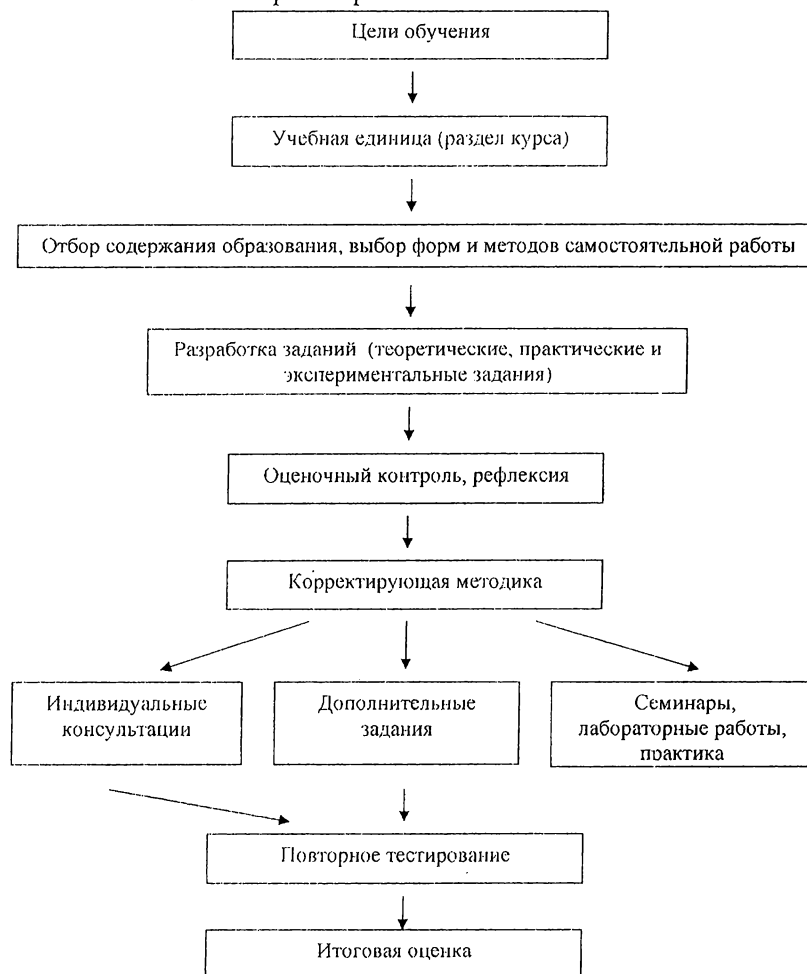 Цели обучения
Учебная единица (раздел курса)
Отбор содержания образования, выбор форм и методов самостоятельной работы
Разработка заданий (теоретические, практические и
экспериментальные задания)
Оценочный контроль, рефлексия
Корректирующая методика
Индивидуальные
консультации
Дополнительные
задания
Семинары,
лабораторные работы,
практика
Повторное тестирование
Итоговая оценка